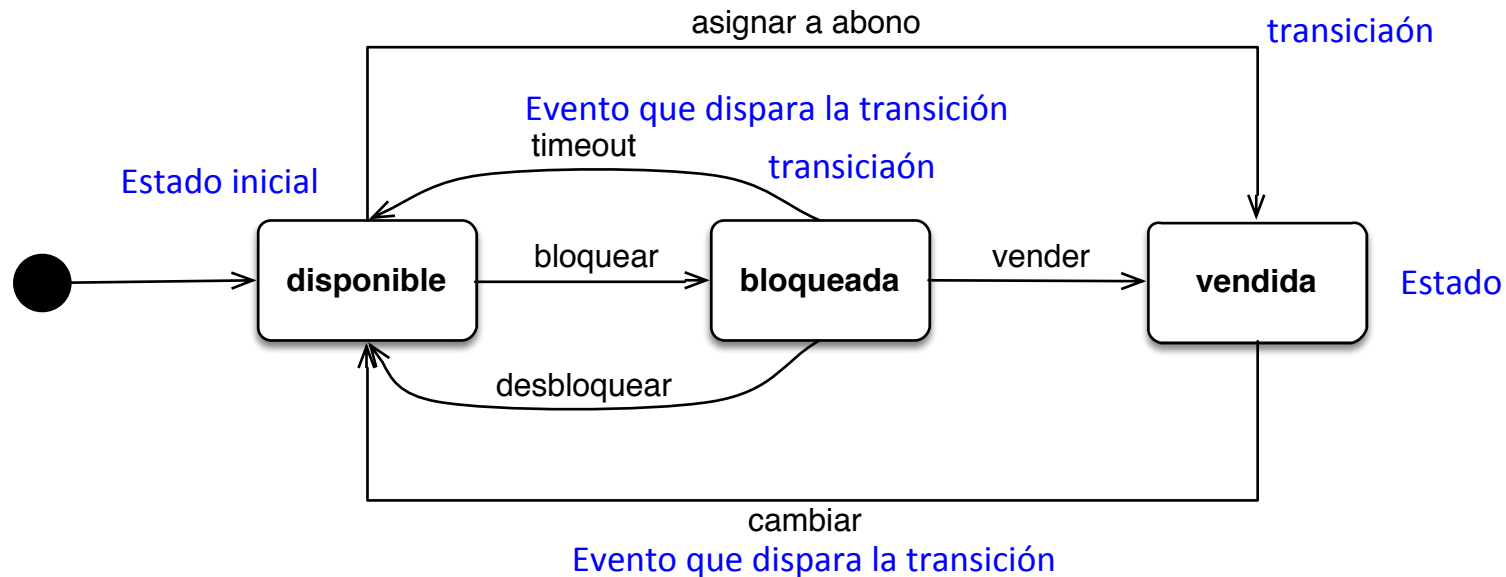 asignar a abono
transiciaón
Evento que dispara la transición
timeout
transiciaón
Estado inicial
disponible
bloquear
bloqueada
vender
vendida
Estado
desbloquear
cambiar
Evento que dispara la transición